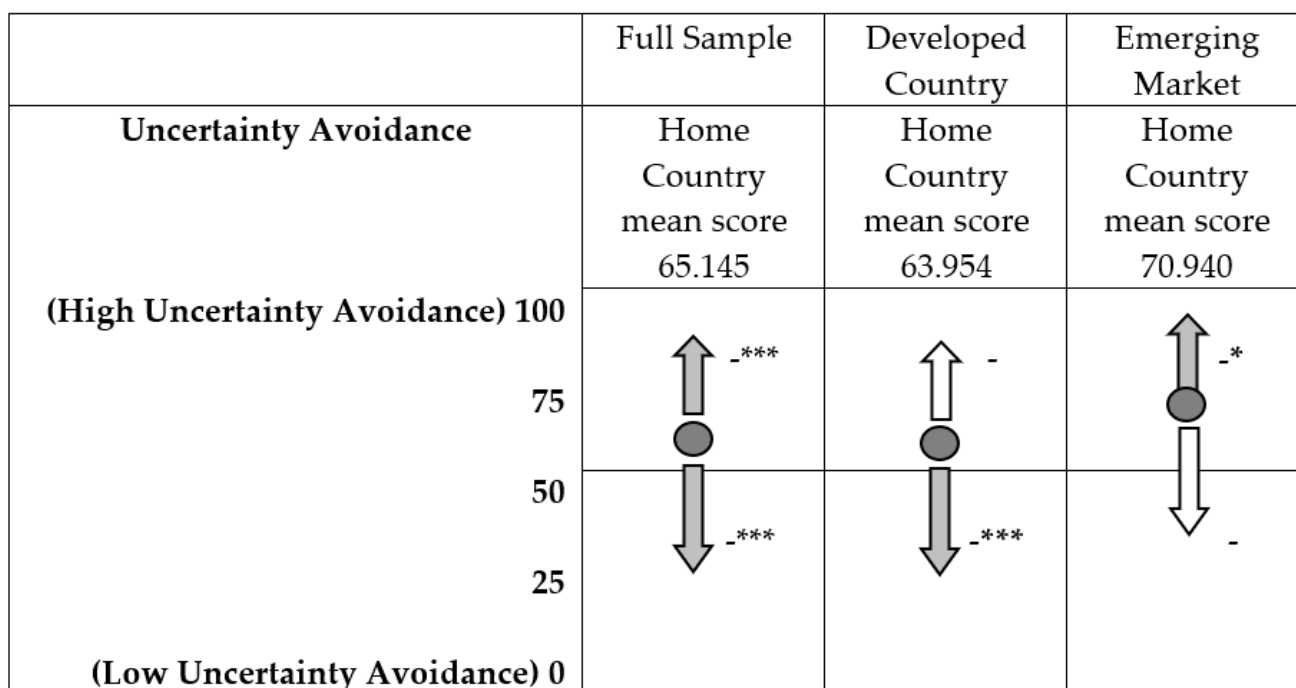 Full Sample
Developed
Country
Emerging
Market
Uncertainty Avoidance
Home
Country
mean score
65.145
Home
Country
mean score
63.954
Home
Country
mean score
70.940
(High Uncertainty Avoidance) 100
-***
-
-*
75
50
-***
-***
-
25
(Low Uncertainty Avoidance) 0